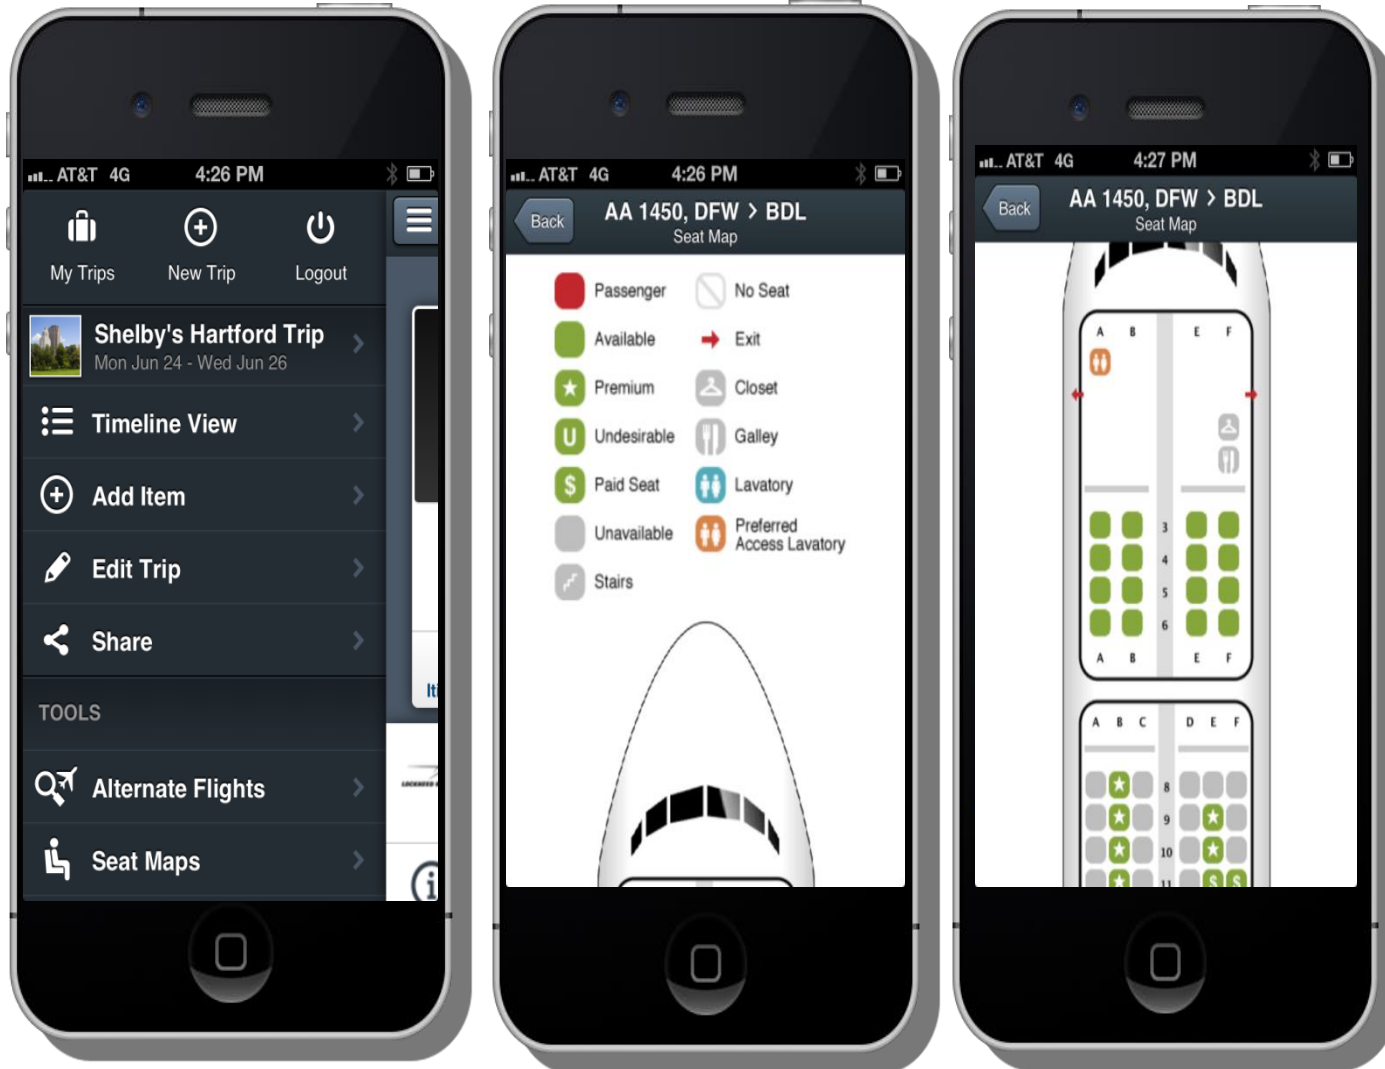 AT&T 4G 4:26 PM
My Trips New Trip Logout
Shelby's Hartford Trip
Mon Jun 24 - Wed Jun 26
Timeline View
Add Item
Edit Trip
Share
Iti
TOOLS
Alternate Flights
Seat Maps
AT&T 4G 4:26 PM
Back
AA 1450, DFW > BDL
Seat Map
Passenger No Seat
Available Exit
Premium Closet
U Undesirable Galley
$ Paid Seat Lavatory
Unavailable Preferred
Access Lavatory
Stairs
AT&T 4G 4:27 PM
Back
AA 1450, DFW > BDL
Seat Map
A B E F
3
4
5
6
A B E F
A B C D E F
8
9
10
11 $ $